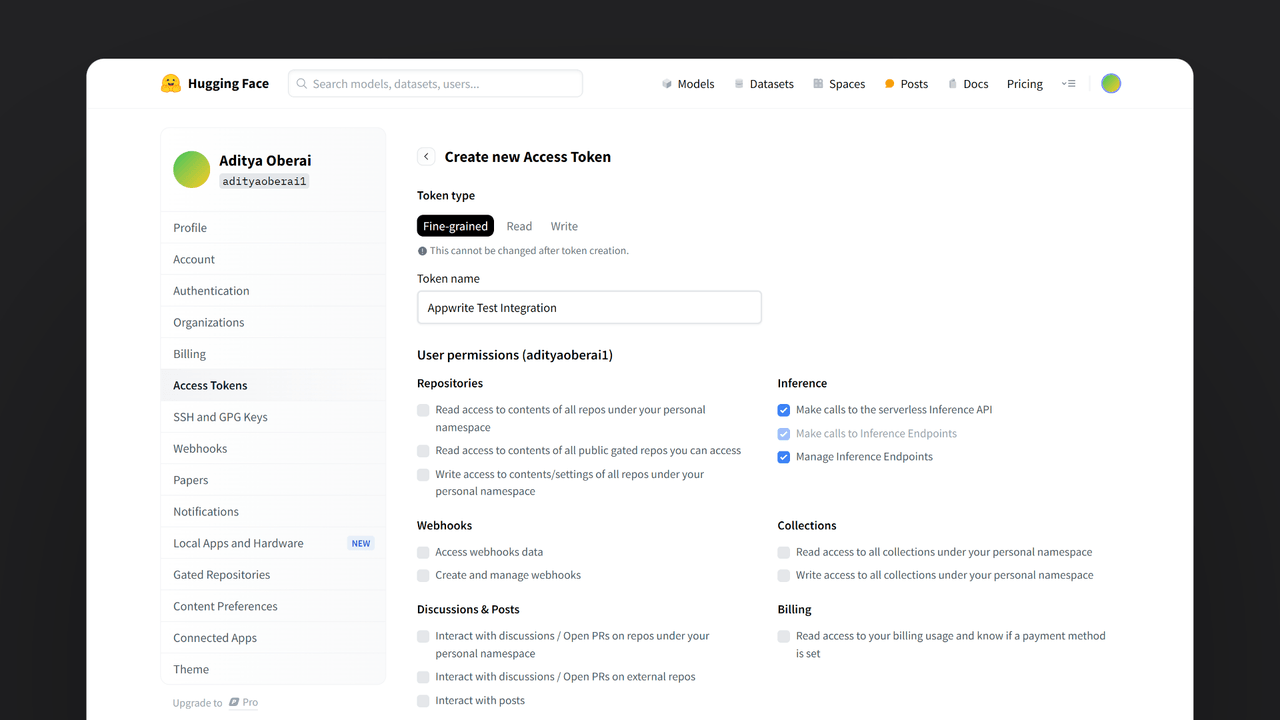 Hugging Face
Search models, datasets, users...
Models
Datasets
Spaces
Posts
Docs
Pricing
Aditya Oberai
adityaoberai1
Profile
Account
Authentication
Organizations
Billing
Access Tokens
SSH and GPG Keys
Webhooks
Papers
Notifications
Local Apps and Hardware NEW
Gated Repositories
Content Preferences
Connected Apps
Theme
Upgrade to Pro
Create new Access Token
Token type
Fine-grained Read Write
This cannot be changed after token creation.
Token name
Appwrite Test Integration
User permissions (adityaoberai1)
Repositories
Read access to contents of all repos under your personal
namespace
Read access to contents of all public gated repos you can access
Write access to contents/settings of all repos under your
personal namespace
Inference
Make calls to the serverless Inference API
Make calls to Inference Endpoints
Manage Inference Endpoints
Webhooks
Access webhooks data
Create and manage webhooks
Collections
Read access to all collections under your personal namespace
Write access to all collections under your personal namespace
Discussions & Posts
Interact with discussions / Open PRs on repos under your
personal namespace
Interact with discussions / Open PRs on external repos
Interact with posts
Billing
Read access to your billing usage and know if a payment method
is set